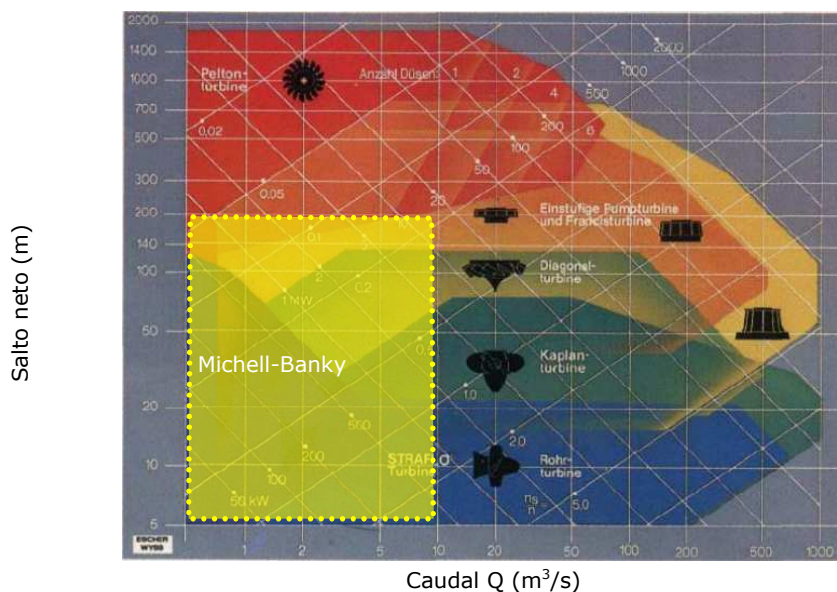 2000
1400
1000
700
500
300
200
140
100
50
20
10
5
Salto neto (m)
Pelton-
turbine
Anzahl Düsen
1
2
4
6
2000
1000
500
200
100
50
20
0.02
0.05
0.1
0.2
1 MW
2
Einstufige Pumpturbine
und Francisturbine
Diagonal-
turbine
Michell-Banky
Kaplan-
turbine
1.0
2.0
5.0
500
200
100
50 kW
STRAFLO
Turbine
Rohr-
turbine
ESCHER
WYSS
1
2
5
10
20
50
100
200
500
1000
Caudal Q (m³/s)